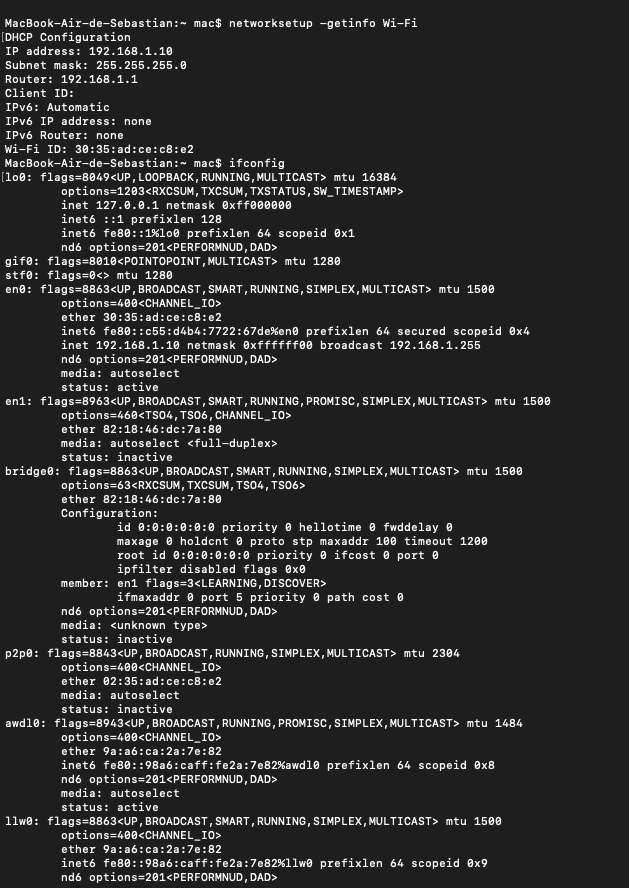 MacBook-Air-de-Sebastian:~ mac$ networksetup -getinfo Wi-Fi
[DHCP Configuration
IP address: 192.168.1.10
Subnet mask: 255.255.255.0
Router: 192.168.1.1
Client ID:
IPv6: Automatic
IPv6 IP address: none
IPv6 Router: none
Wi-Fi ID: 30:35:ad:ce:c8:e2
MacBook-Air-de-Sebastian:~ mac$ ifconfig
[lo0: flags=8049<UP,LOOPBACK,RUNNING,MULTICAST> mtu 16384
options=1203<RXCSUM,TXCSUM,TXSTATUS,SW_TIMESTAMP>
inet 127.0.0.1 netmask 0xff000000
inet6 ::1 prefixlen 128
inet6 fe80::1%lo0 prefixlen 64 scopeid 0x1
nd6 options=201<PERFORMNUD,DAD>
gif0: flags=8010<POINTOPOINT,MULTICAST> mtu 1280
stf0: flags=0<> mtu 1280
en0: flags=8863<UP,BROADCAST,SMART,RUNNING,SIMPLEX,MULTICAST> mtu 1500
options=400<CHANNEL_IO>
ether 30:35:ad:ce:c8:e2
inet6 fe80::c55:d4b4:7722:67de%en0 prefixlen 64 secured scopeid 0x4
inet 192.168.1.10 netmask 0xffffff00 broadcast 192.168.1.255
nd6 options=201<PERFORMNUD,DAD>
media: autoselect
status: active
en1: flags=8963<UP,BROADCAST,SMART,RUNNING,PROMISC,SIMPLEX,MULTICAST> mtu 1500
options=460<TSO4,TSO6,CHANNEL_IO>
ether 82:18:46:dc:7a:80
media: autoselect <full-duplex>
status: inactive
bridge0: flags=8863<UP,BROADCAST,SMART,RUNNING,SIMPLEX,MULTICAST> mtu 1500
options=63<RXCSUM,TXCSUM,TSO4,TSO6>
ether 82:18:46:dc:7a:80
Configuration:
id 0:0:0:0:0:0 priority 0 hellotime 0 fwddelay 0
maxage 0 holdcnt 0 proto stp maxaddr 100 timeout 1200
root id 0:0:0:0:0:0 priority 0 ifcost 0 port 0
ipfilter disabled flags 0x0
member: en1 flags=3<LEARNING,DISCOVER>
ifmaxaddr 0 port 5 priority 0 path cost 0
nd6 options=201<PERFORMNUD,DAD>
media: <unknown type>
status: inactive
p2p0: flags=8843<UP,BROADCAST,RUNNING,SIMPLEX,MULTICAST> mtu 2304
options=400<CHANNEL_IO>
ether 02:35:ad:ce:c8:e2
media: autoselect
status: inactive
awdl0: flags=8943<UP,BROADCAST,RUNNING,PROMISC,SIMPLEX,MULTICAST> mtu 1484
options=400<CHANNEL_IO>
ether 9a:a6:ca:2a:7e:82
inet6 fe80::98a6:caff:fe2a:7e82%awdl0 prefixlen 64 scopeid 0x8
nd6 options=201<PERFORMNUD,DAD>
media: autoselect
status: active
llw0: flags=8863<UP,BROADCAST,SMART,RUNNING,SIMPLEX,MULTICAST> mtu 1500
options=400<CHANNEL_IO>
ether 9a:a6:ca:2a:7e:82
inet6 fe80::98a6:caff:fe2a:7e82%llw0 prefixlen 64 scopeid 0x9
nd6 options=201<PERFORMNUD,DAD>